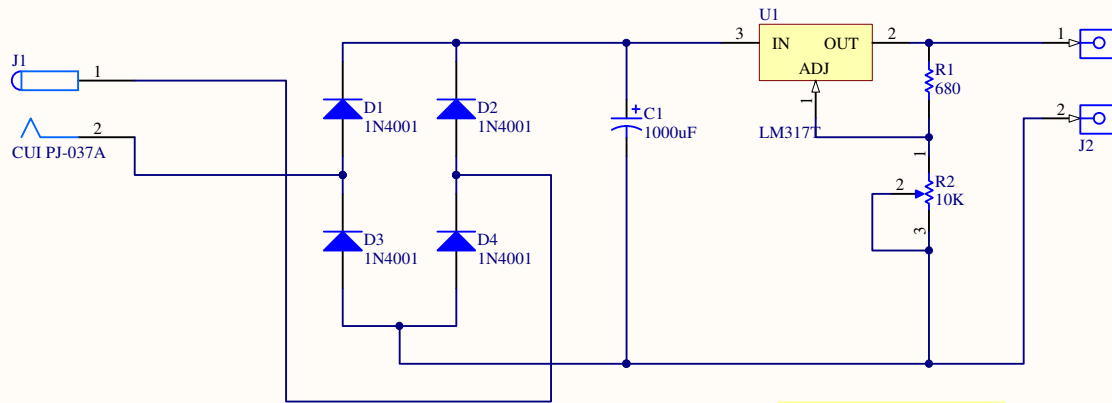 J1
1
2
CUI PJ-037A
D1
1N4001
D2
1N4001
D3
1N4001
D4
1N4001
C1
1000uF
+
U1
3
IN
OUT
2
ADJ
1
LM317T
R1
680
1
R2
10K
2
3
1
2
J2